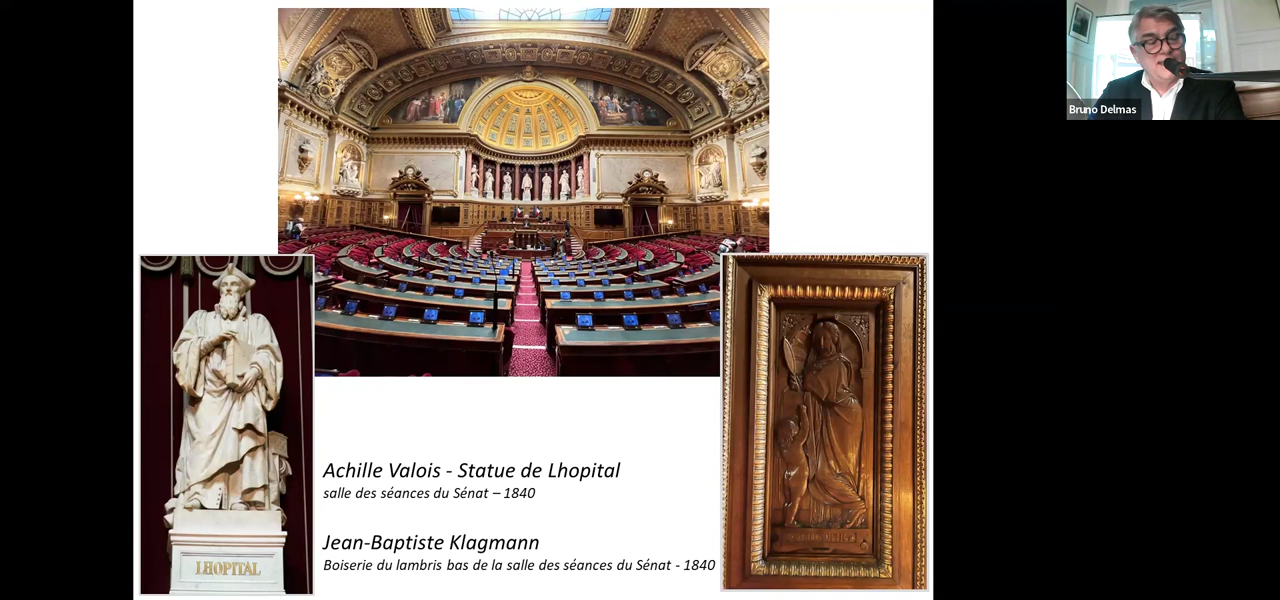 Bruno Delmas
Achille Valois - Statue de Lhopital
salle des séances du Sénat – 1840
Jean-Baptiste Klagmann
Boiserie du lambris bas de la salle des séances du Sénat - 1840
LHOPITAL